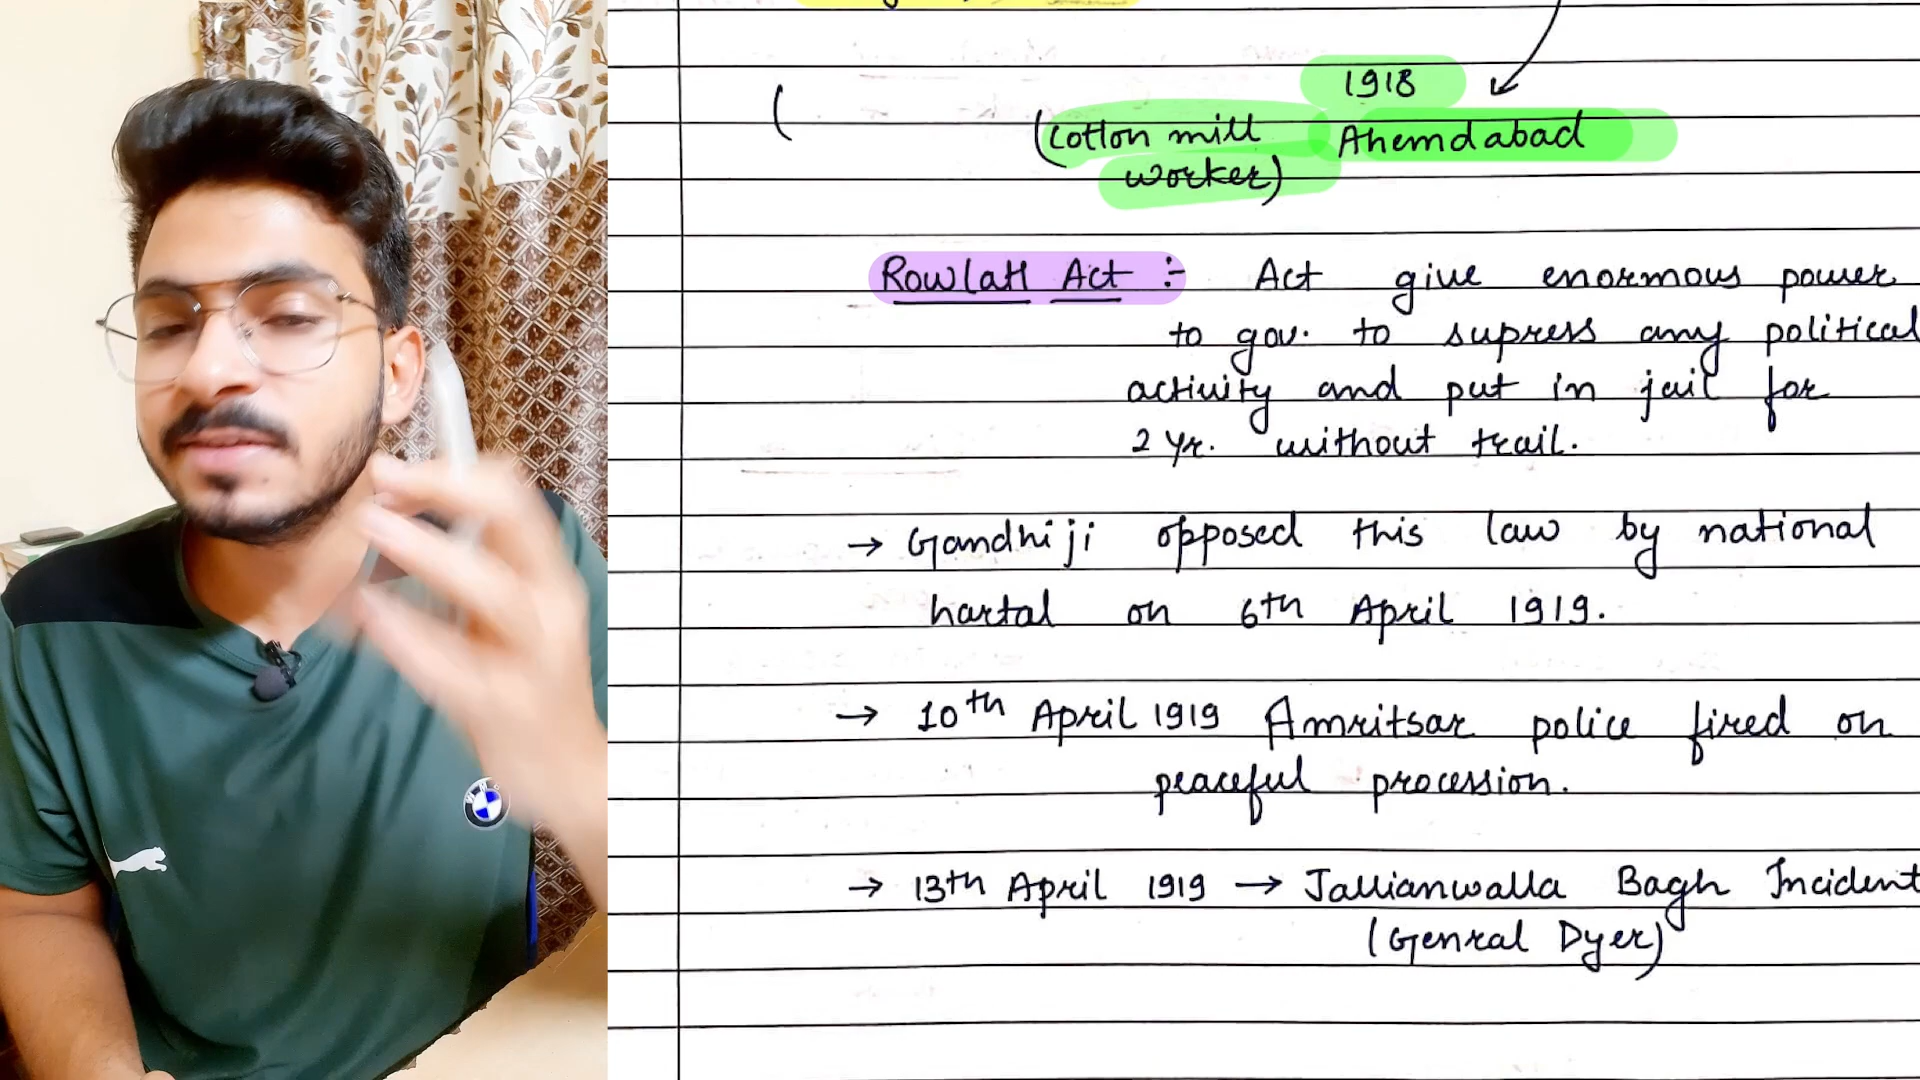 1918
(Cotton mill Ahemdabad
worker)
(
Rowlatt Act :- Act give enormous power
to gov. to supress any political
activity and put in jail for
2 yr. without trail.
→ Gandhiji opposed this law by national
hartal on 6th April 1919.
→ 10th April 1919 Amritsar police fired on
peaceful procession.
→ 13th April 1919 → Jallianwalla Bagh Incident
(Genral Dyer)
BMW